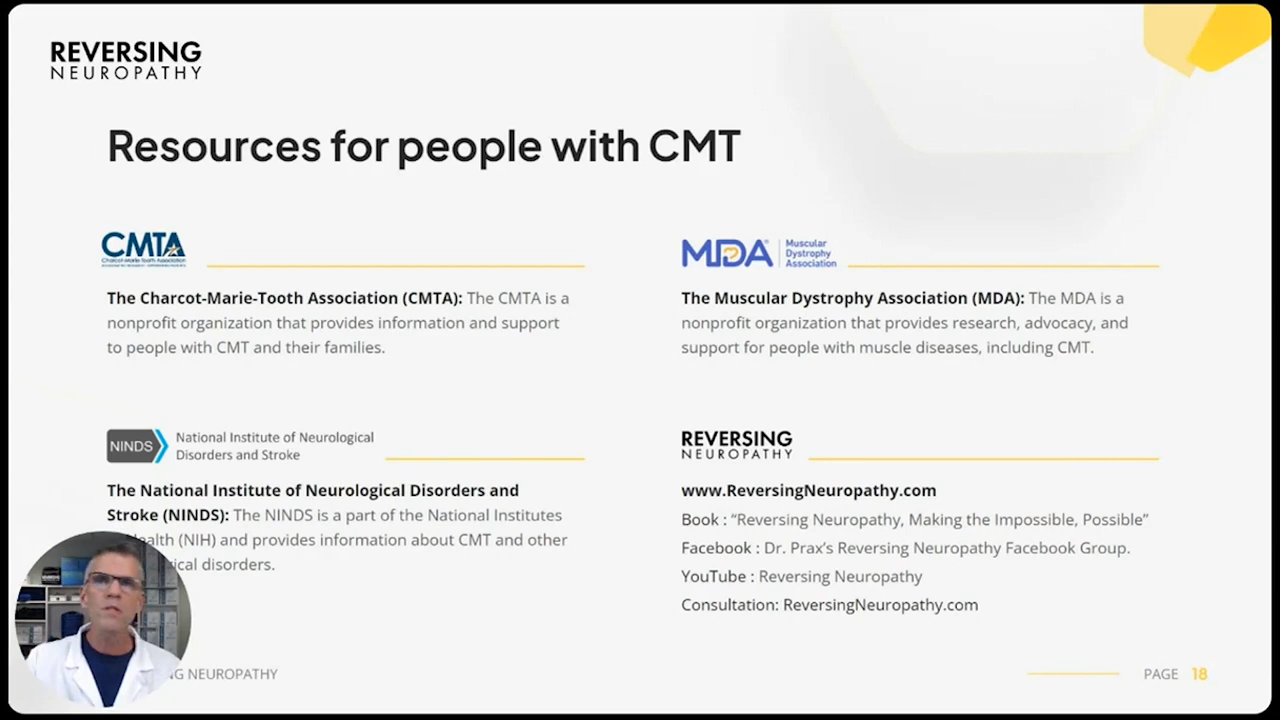 REVERSING
NEUROPATHY
Resources for people with CMT
CMTA
Charcot-Marie-Tooth Association
The Charcot-Marie-Tooth Association (CMTA): The CMTA is a
nonprofit organization that provides information and support
to people with CMT and their families.
MDA
Muscular
Dystrophy
Association
The Muscular Dystrophy Association (MDA): The MDA is a
nonprofit organization that provides research, advocacy, and
support for people with muscle diseases, including CMT.
NINDS
National Institute of Neurological
Disorders and Stroke
The National Institute of Neurological Disorders and
Stroke (NINDS): The NINDS is a part of the National Institutes
(NIH) and provides information about CMT and other
disorders.
REVERSING
NEUROPATHY
www.ReversingNeuropathy.com
Book : “Reversing Neuropathy, Making the Impossible, Possible”
Facebook : Dr. Prax’s Reversing Neuropathy Facebook Group.
YouTube : Reversing Neuropathy
Consultation: ReversingNeuropathy.com
NEUROPATHY
PAGE 18